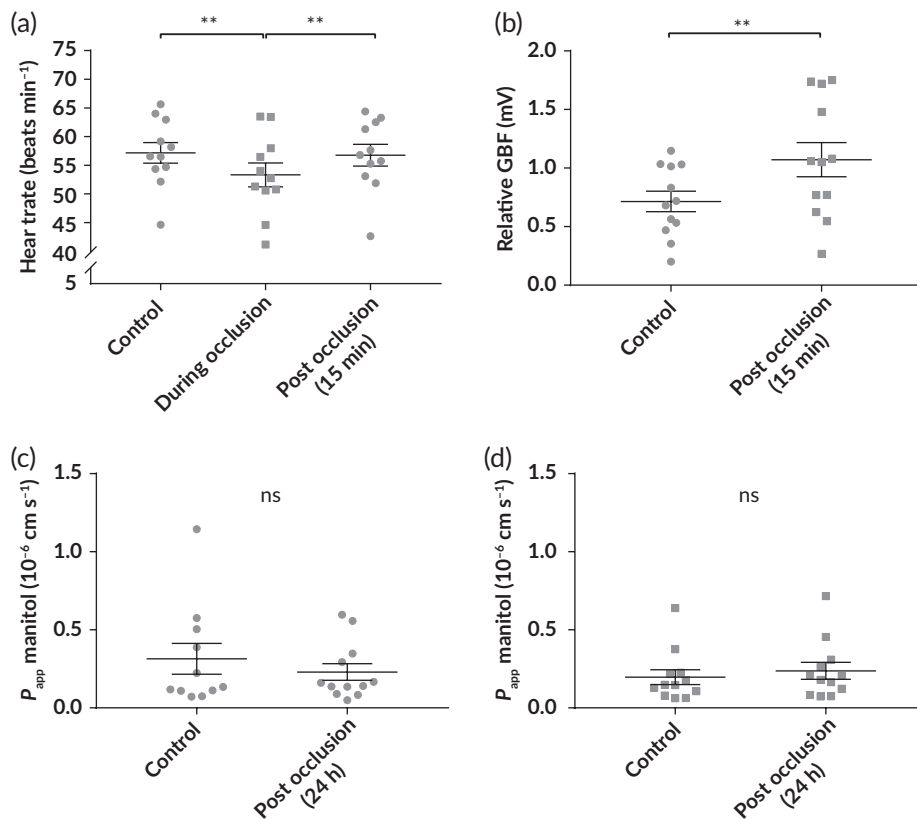 (a)
**
**
Hear trate (beats min⁻¹)
75
70
65
60
55
50
45
40
5
Control
During occlusion
Post occlusion
(15 min)
(b)
**
Relative GBF (mV)
2.0
1.5
1.0
0.5
0.0
Control
Post occlusion
(15 min)
(c)
ns
Papp manitol (10⁻⁶ cm s⁻¹)
1.5
1.0
0.5
0.0
Control
Post occlusion
(24 h)
(d)
ns
Papp manitol (10⁻⁶ cm s⁻¹)
1.5
1.0
0.5
0.0
Control
Post occlusion
(24 h)